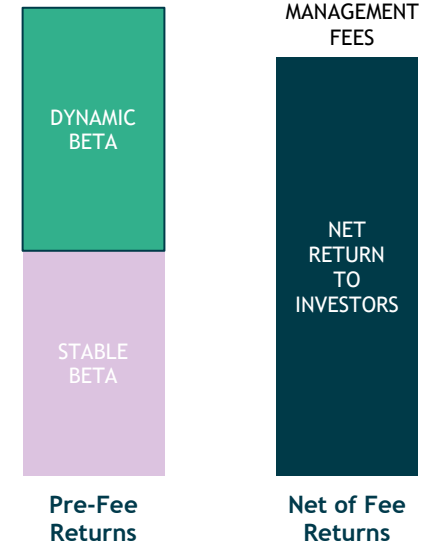 DYNAMIC
BETA
STABLE
BETA
Pre-Fee
Returns
MANAGEMENT
FEES
NET
RETURN
TO
INVESTORS
Net of Fee
Returns